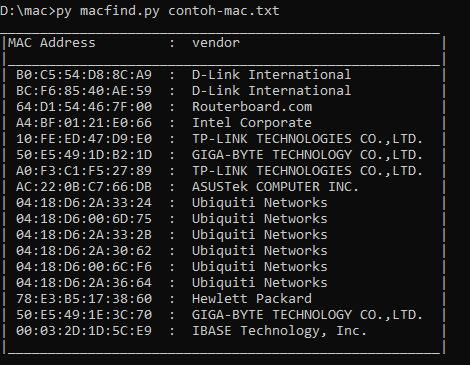 D:\mac>py macfind.py contoh-mac.txt
MAC Address : vendor
B0:C5:54:D8:8C:A9 : D-Link International
BC:F6:85:40:AE:59 : D-Link International
64:D1:54:46:7F:00 : Routerboard.com
A4:BF:01:21:E0:66 : Intel Corporate
10:FE:ED:47:D9:E0 : TP-LINK TECHNOLOGIES CO.,LTD.
50:E5:49:1D:B2:1D : GIGA-BYTE TECHNOLOGY CO.,LTD.
A0:F3:C1:F5:27:89 : TP-LINK TECHNOLOGIES CO.,LTD.
AC:22:0B:C7:66:DB : ASUSTek COMPUTER INC.
04:18:D6:2A:33:24 : Ubiquiti Networks
04:18:D6:00:6D:75 : Ubiquiti Networks
04:18:D6:2A:33:2B : Ubiquiti Networks
04:18:D6:2A:30:62 : Ubiquiti Networks
04:18:D6:00:6C:F6 : Ubiquiti Networks
04:18:D6:2A:36:64 : Ubiquiti Networks
78:E3:B5:17:38:60 : Hewlett Packard
50:E5:49:1E:3C:70 : GIGA-BYTE TECHNOLOGY CO.,LTD.
00:03:2D:1D:5C:E9 : IBASE Technology, Inc.